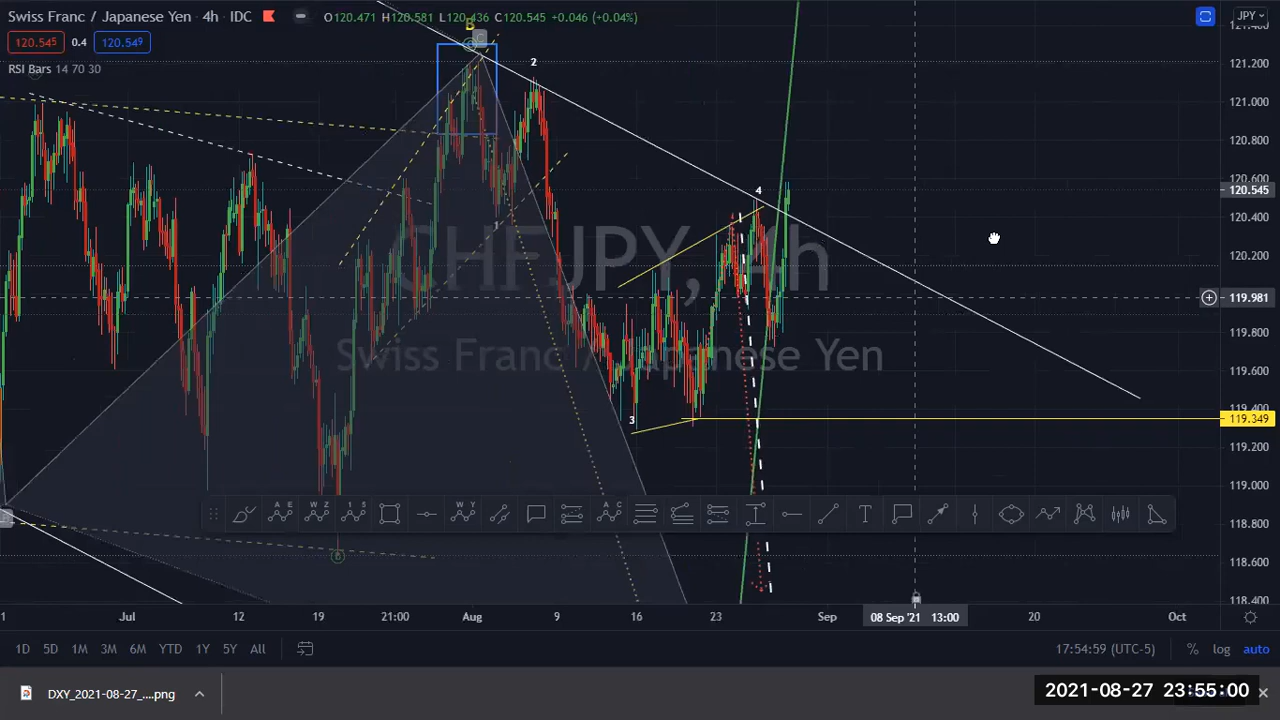 Swiss Franc / Japanese Yen 4h IDC O120.471 H120.581 L120.436 C120.545 +0.046 (+0.04%)
JPY
120.545 0.4 120.549
RSI Bars 14 70 30
B
C
2
4
3
CHFJPY, 4h
Swiss Franc / Japanese Yen
121.200
121.000
120.800
120.600
120.545
120.400
120.200
119.981
119.800
119.600
119.349
119.200
119.000
118.800
118.600
118.400
A E
W Z
1 5
W Y
A C
T
1 Jul 12 19 21:00 Aug 9 16 23 Sep 08 Sep '21 13:00 20 Oct
1D 5D 1M 3M 6M YTD 1Y 5Y All
17:54:59 (UTC-5) % log auto
DXY_2021-08-27_....png
2021-08-27 23:55:00